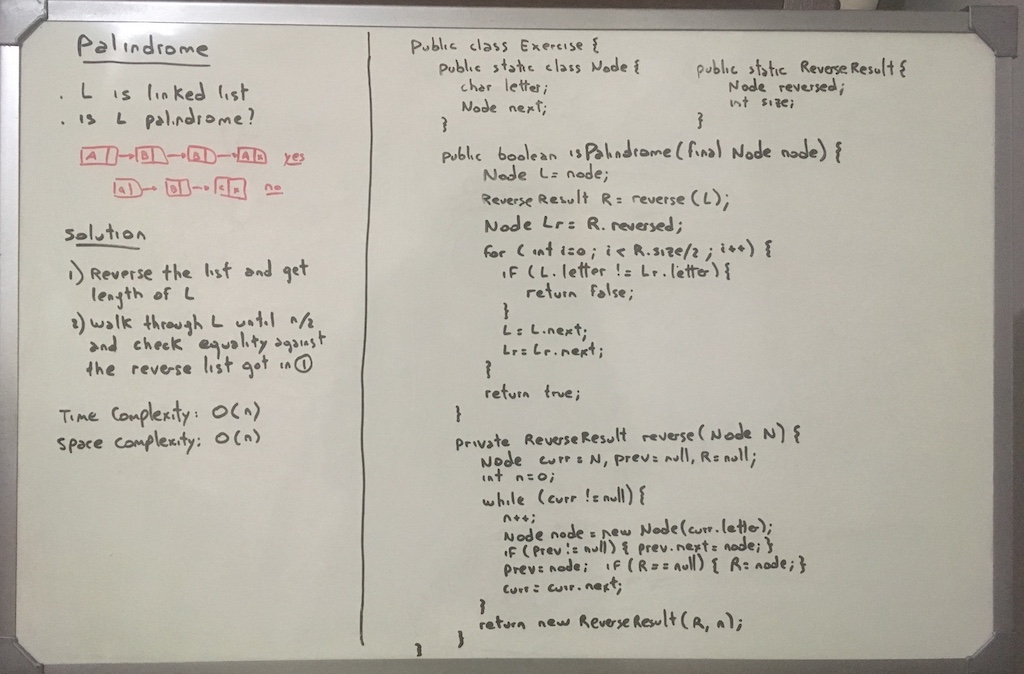 Palindrome
. L is linked list
. is L palindrome?
A B B A x yes
A B C x no
Solution
1) Reverse the list and get
length of L
2) walk through L until n/2
and check equality against
the reverse list got in ①
Time Complexity: O(n)
Space Complexity: O(n)
Public class Exercise {
Public static class Node {
char letter;
Node next;
}
public static ReverseResult {
Node reversed;
int size;
}
Public boolean isPalindrome(final Node node) {
Node L = node;
Reverse Result R = reverse (L);
Node Lr = R. reversed;
for ( int i=0 ; i < R.size/2 ; i++) {
if (L. letter != Lr. letter) {
return false;
}
L = L.next;
Lr = Lr.next;
}
return true;
}
private ReverseResult reverse( Node N) {
Node curr = N, prev = null, R = null;
int n=0;
while (curr != null) {
n++;
Node node = new Node(curr.letter);
if (prev != null) { prev.next = node; }
prev = node; if (R == null) { R = node; }
curr = curr.next;
}
return new ReverseResult( R, n);
}
}